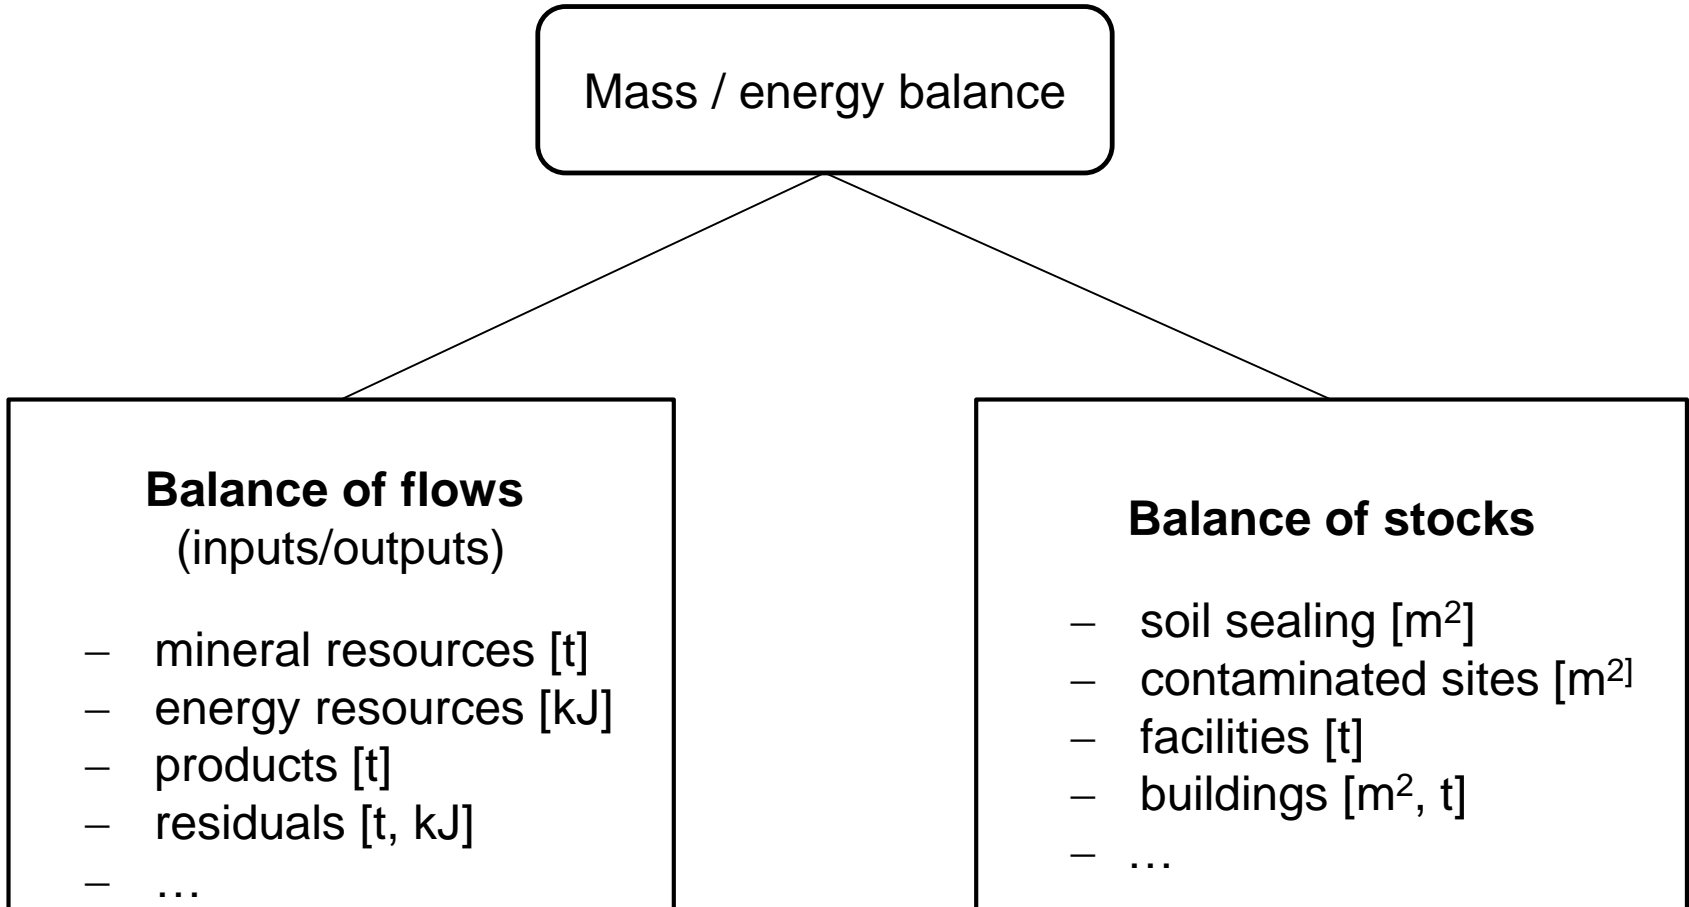 Mass / energy balance
Balance of flows
(inputs/outputs)
– mineral resources [t]
– energy resources [kJ]
– products [t]
– residuals [t, kJ]
– …
Balance of stocks
– soil sealing [m²]
– contaminated sites [m²]
– facilities [t]
– buildings [m², t]
– …